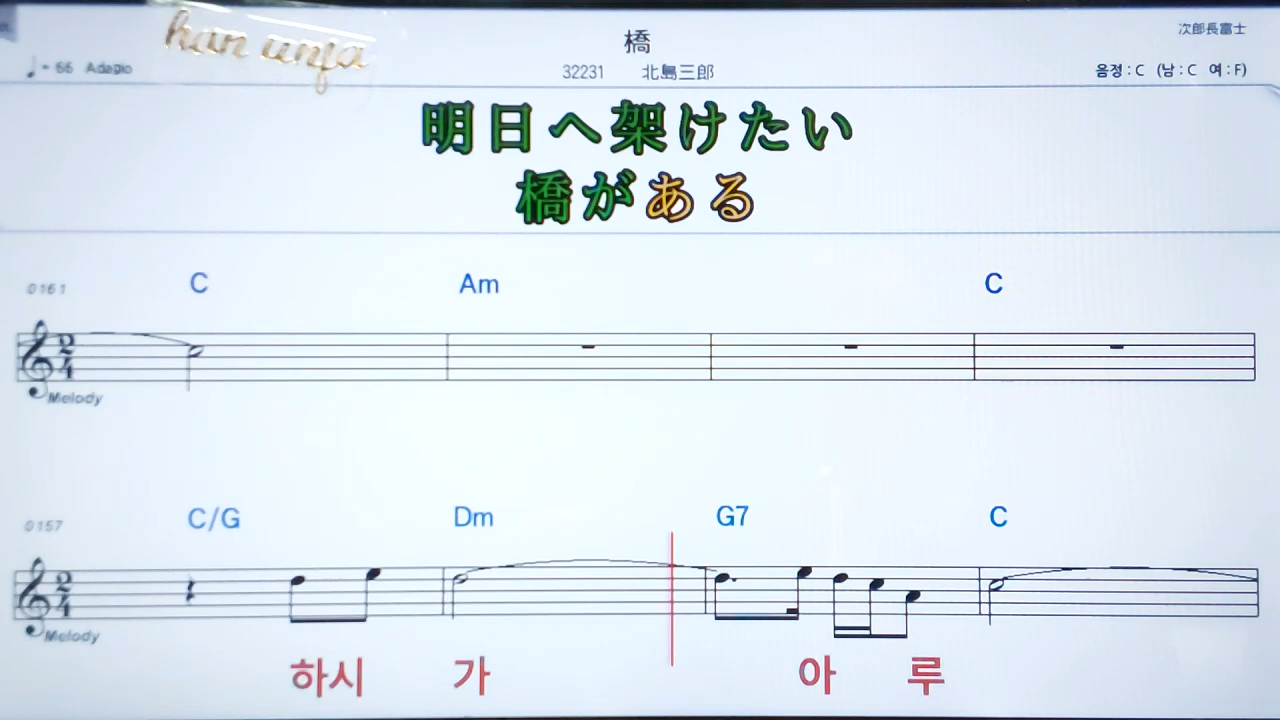 han unja
橋
次郎長富士
♩= 66 Adagio
32231 北島三郎
음정 : C (남 : C 여 : F)
明日へ架けたい
橋がある
0161
C Am C
Melody
0157
C/G Dm G7 C
Melody
하시 가 아 루